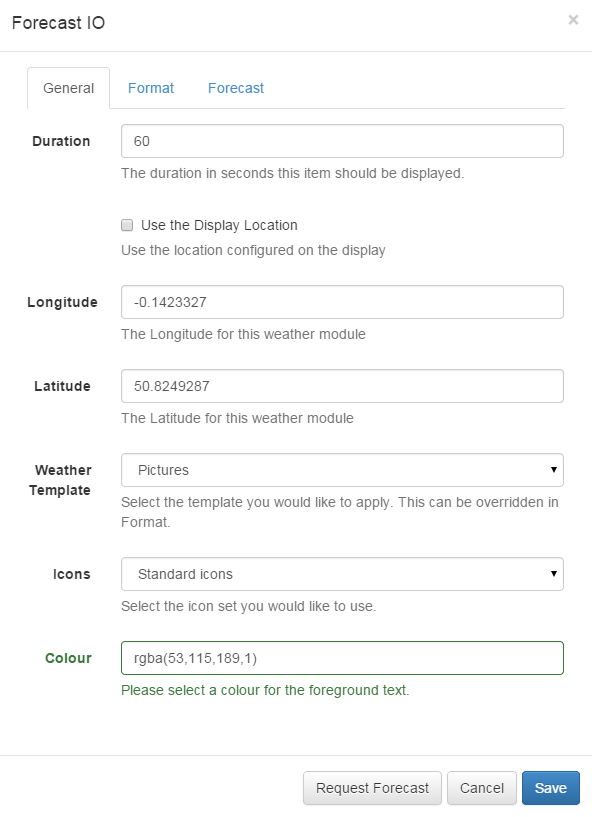 Forecast IO
×
General Format Forecast
Duration
60
The duration in seconds this item should be displayed.
Use the Display Location
Use the location configured on the display
Longitude
-0.1423327
The Longitude for this weather module
Latitude
50.8249287
The Latitude for this weather module
Weather
Template
Pictures
Select the template you would like to apply. This can be overridden in
Format.
Icons
Standard icons
Select the icon set you would like to use.
Colour
rgba(53,115,189,1)
Please select a colour for the foreground text.
Request Forecast Cancel Save